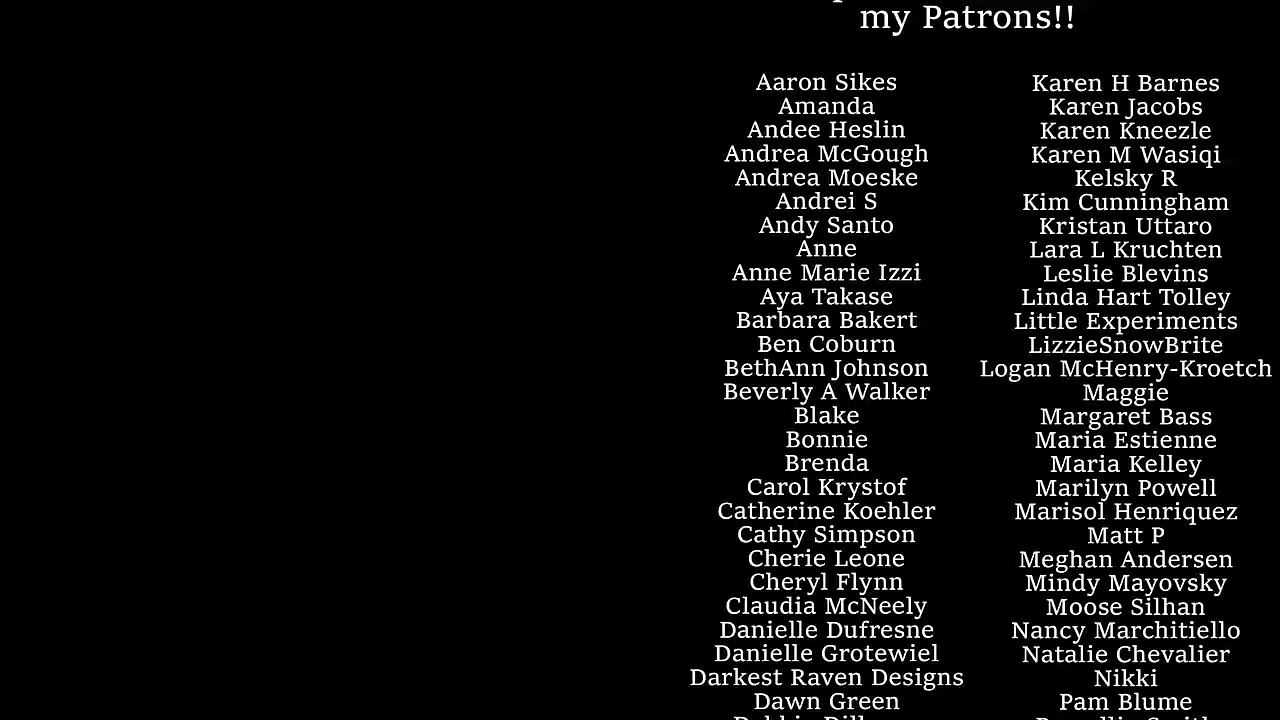 my Patrons!!
Aaron Sikes
Amanda
Andee Heslin
Andrea McGough
Andrea Moeske
Andrei S
Andy Santo
Anne
Anne Marie Izzi
Aya Takase
Barbara Bakert
Ben Coburn
BethAnn Johnson
Beverly A Walker
Blake
Bonnie
Brenda
Carol Krystof
Catherine Koehler
Cathy Simpson
Cherie Leone
Cheryl Flynn
Claudia McNeely
Danielle Dufresne
Danielle Grotewiel
Darkest Raven Designs
Dawn Green
Karen H Barnes
Karen Jacobs
Karen Kneezle
Karen M Wasiqi
Kelsky R
Kim Cunningham
Kristan Uttaro
Lara L Kruchten
Leslie Blevins
Linda Hart Tolley
Little Experiments
LizzieSnowBrite
Logan McHenry-Kroetch
Maggie
Margaret Bass
Maria Estienne
Maria Kelley
Marilyn Powell
Marisol Henriquez
Matt P
Meghan Andersen
Mindy Mayovsky
Moose Silhan
Nancy Marchitiello
Natalie Chevalier
Nikki
Pam Blume